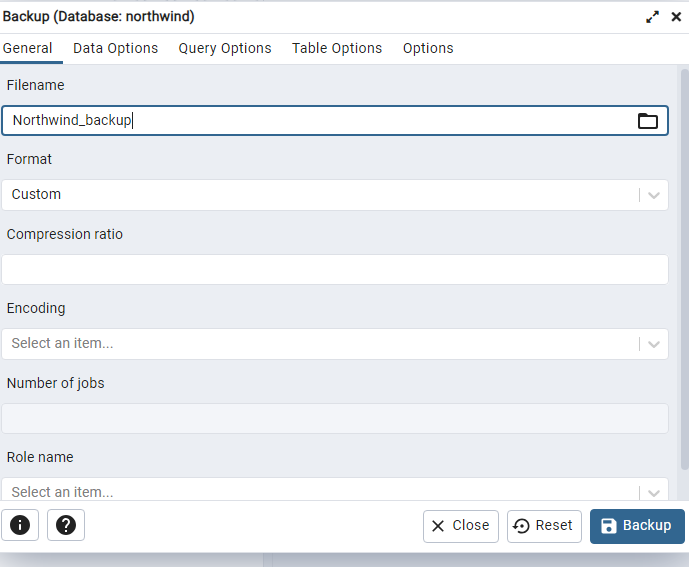 Backup (Database: northwind)
General Data Options Query Options Table Options Options
Filename
Northwind_backup
Format
Custom
Compression ratio
Encoding
Select an item...
Number of jobs
Role name
Select an item...
Close Reset Backup